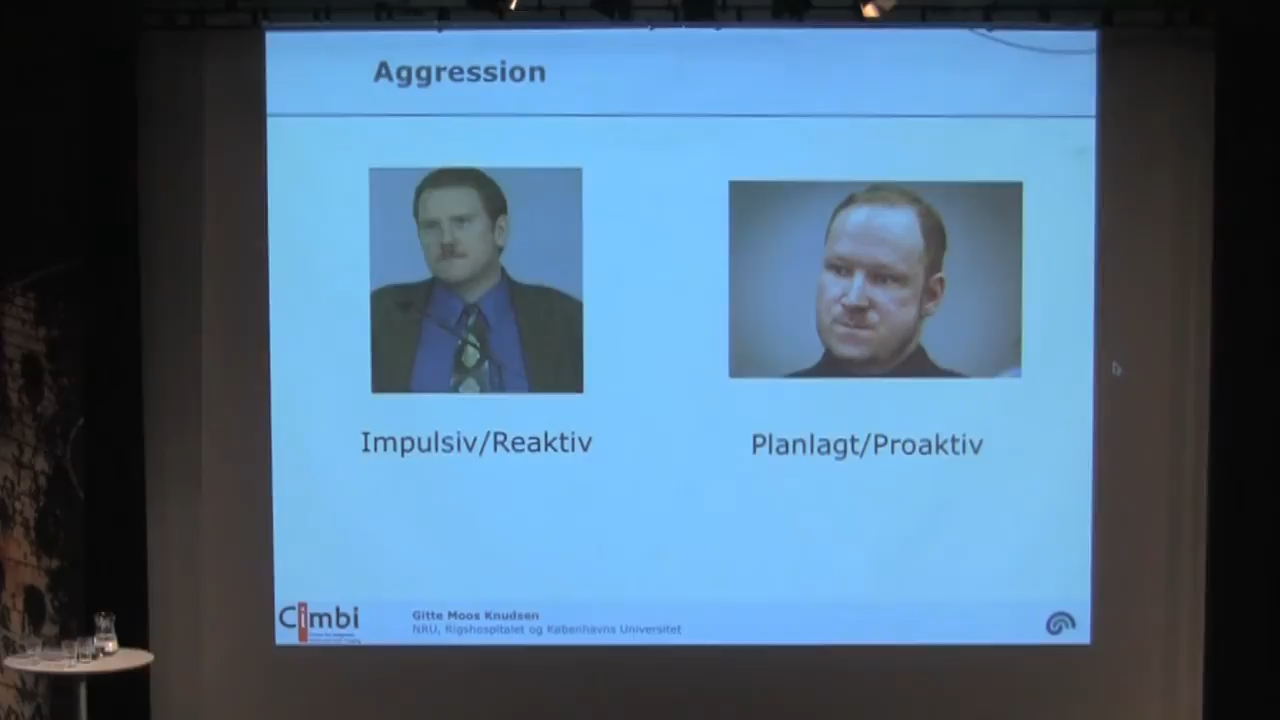 Aggression
Impulsiv/Reaktiv
Planlagt/Proaktiv
Cimbi
Gitte Moos Knudsen
NRU, Rigshospitalet og Københavns Universitet